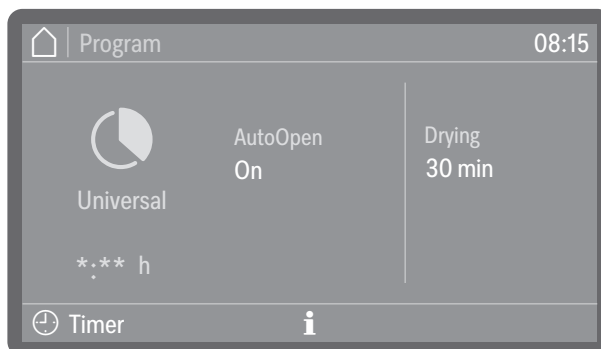 Program
08:15
AutoOpen
On
Drying
30 min
Universal
*:** h
Timer
i